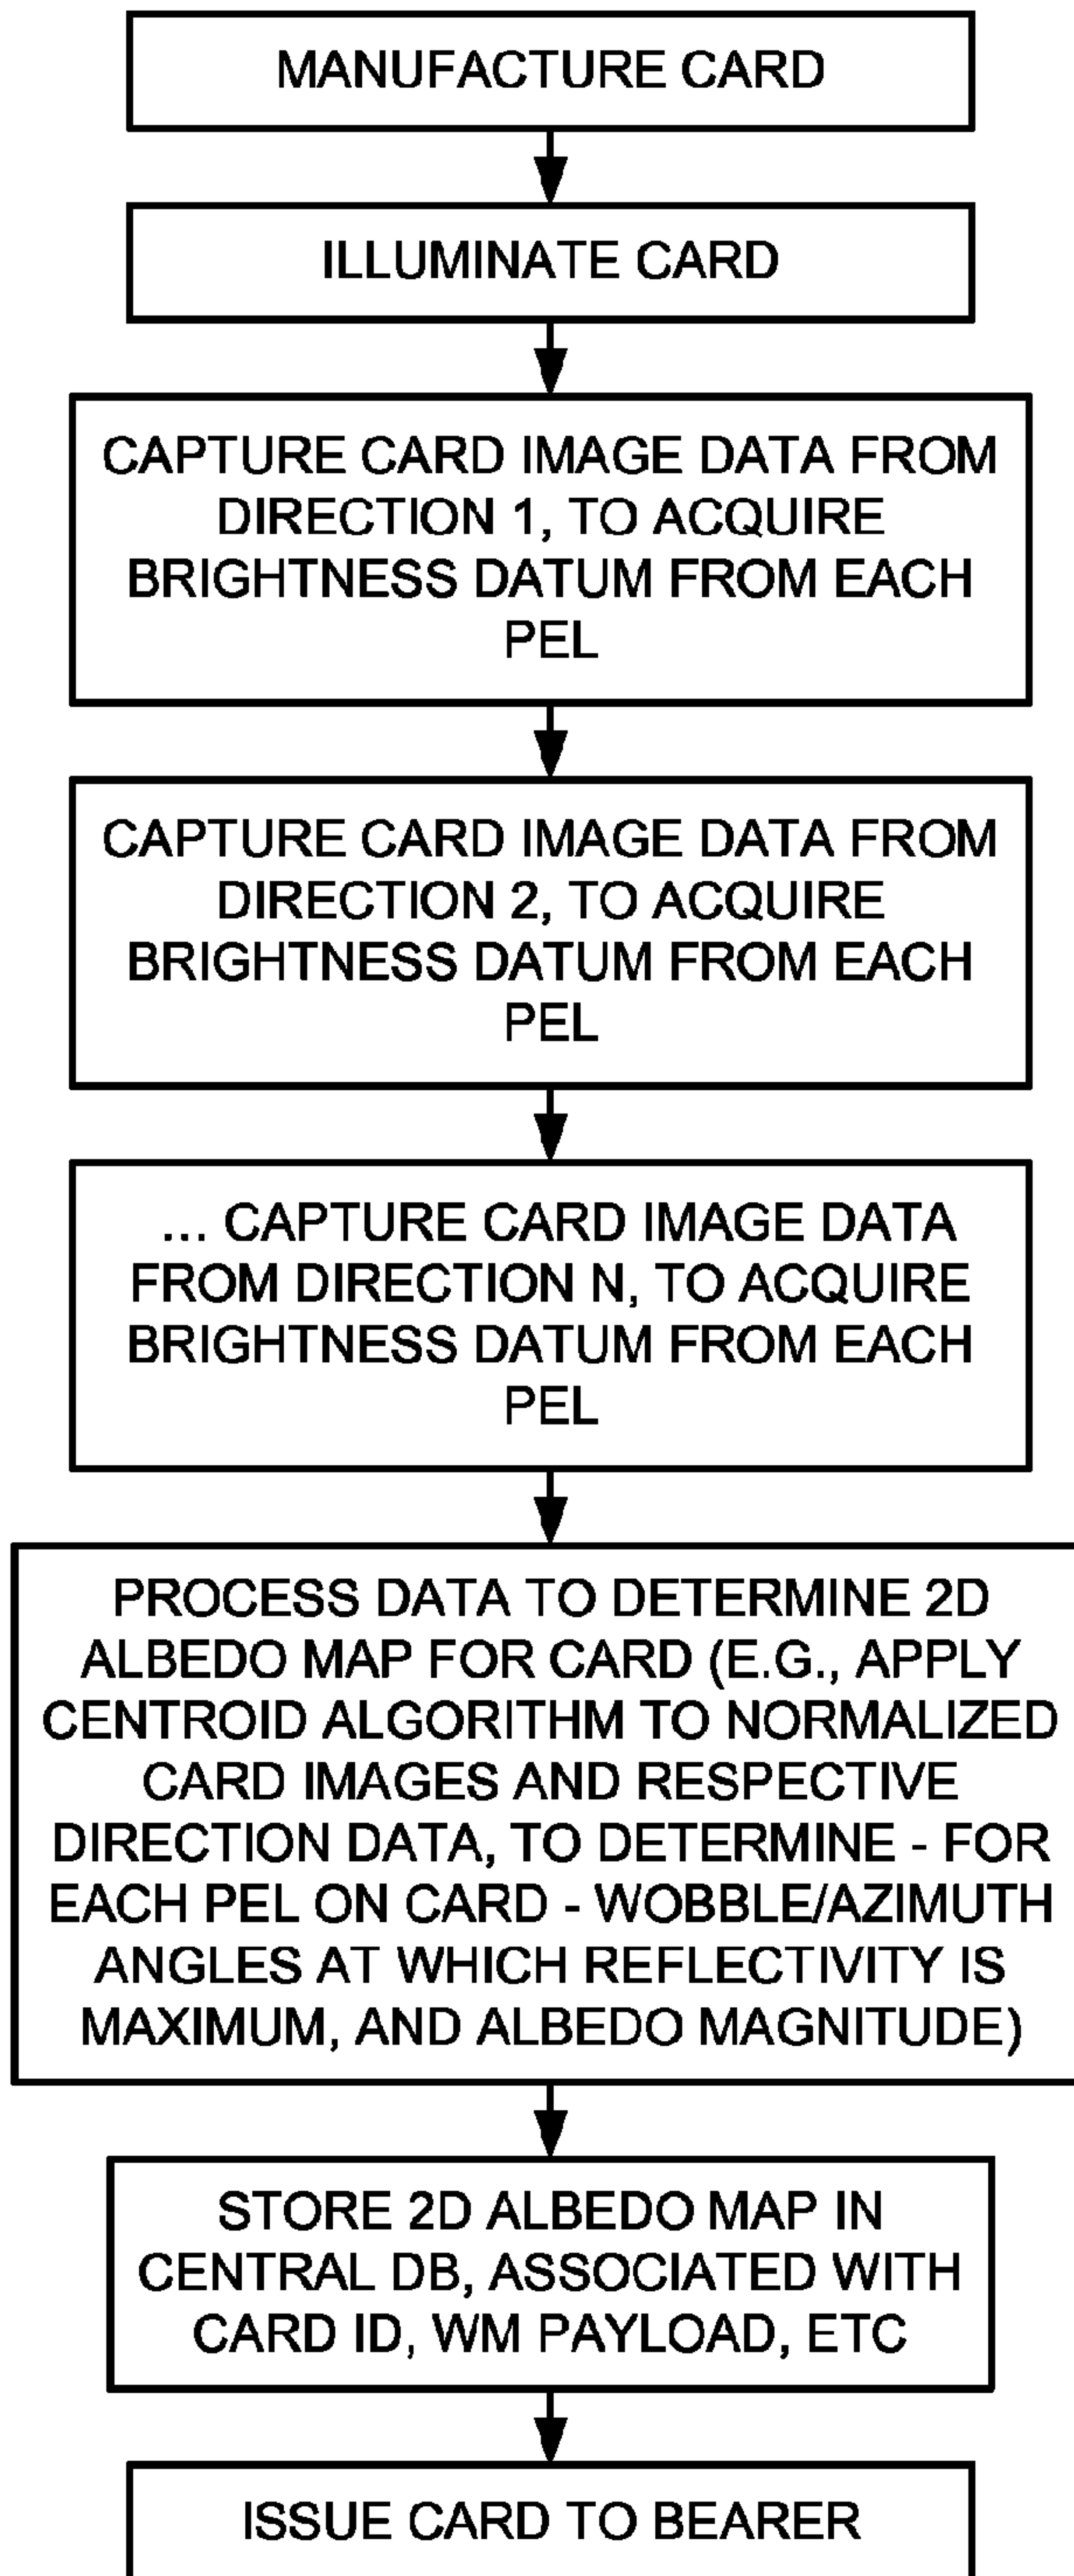 MANUFACTURE CARD
ILLUMINATE CARD
CAPTURE CARD IMAGE DATA FROM
DIRECTION 1, TO ACQUIRE
BRIGHTNESS DATUM FROM EACH
PEL
CAPTURE CARD IMAGE DATA FROM
DIRECTION 2, TO ACQUIRE
BRIGHTNESS DATUM FROM EACH
PEL
... CAPTURE CARD IMAGE DATA
FROM DIRECTION N, TO ACQUIRE
BRIGHTNESS DATUM FROM EACH
PEL
PROCESS DATA TO DETERMINE 2D
ALBEDO MAP FOR CARD (E.G., APPLY
CENTROID ALGORITHM TO NORMALIZED
CARD IMAGES AND RESPECTIVE
DIRECTION DATA, TO DETERMINE - FOR
EACH PEL ON CARD - WOBBLE/AZIMUTH
ANGLES AT WHICH REFLECTIVITY IS
MAXIMUM, AND ALBEDO MAGNITUDE)
STORE 2D ALBEDO MAP IN
CENTRAL DB, ASSOCIATED WITH
CARD ID, WM PAYLOAD, ETC
ISSUE CARD TO BEARER